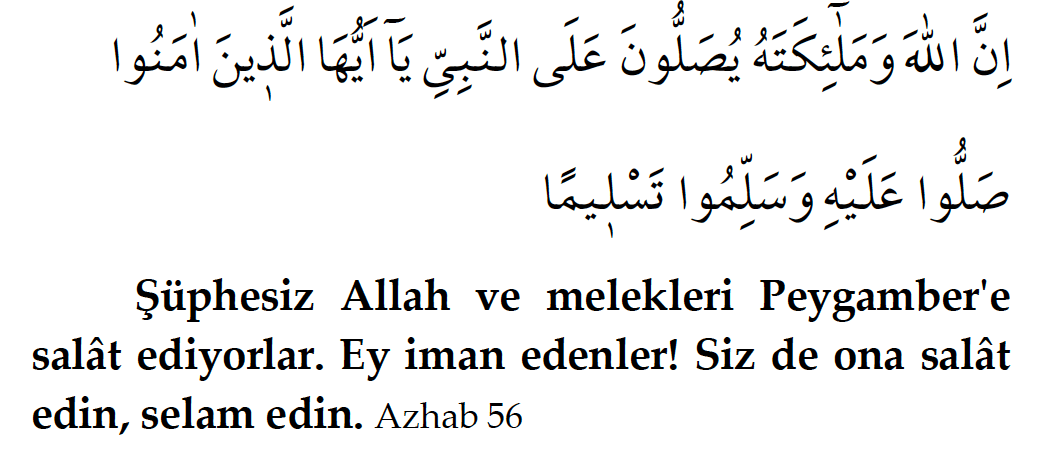 اِنَّ اللّٰهَ وَمَلٰٓئِكَتَهُ يُصَلُّونَ عَلَى النَّبِيِّ يَٓا اَيُّهَا الَّذ۪ينَ اٰمَنُوا
صَلُّوا عَلَيْهِ وَسَلِّمُوا تَسْل۪يمًا
Şüphesiz Allah ve melekleri Peygamber'e
salât ediyorlar. Ey iman edenler! Siz de ona salât
edin, selam edin. Azhab 56